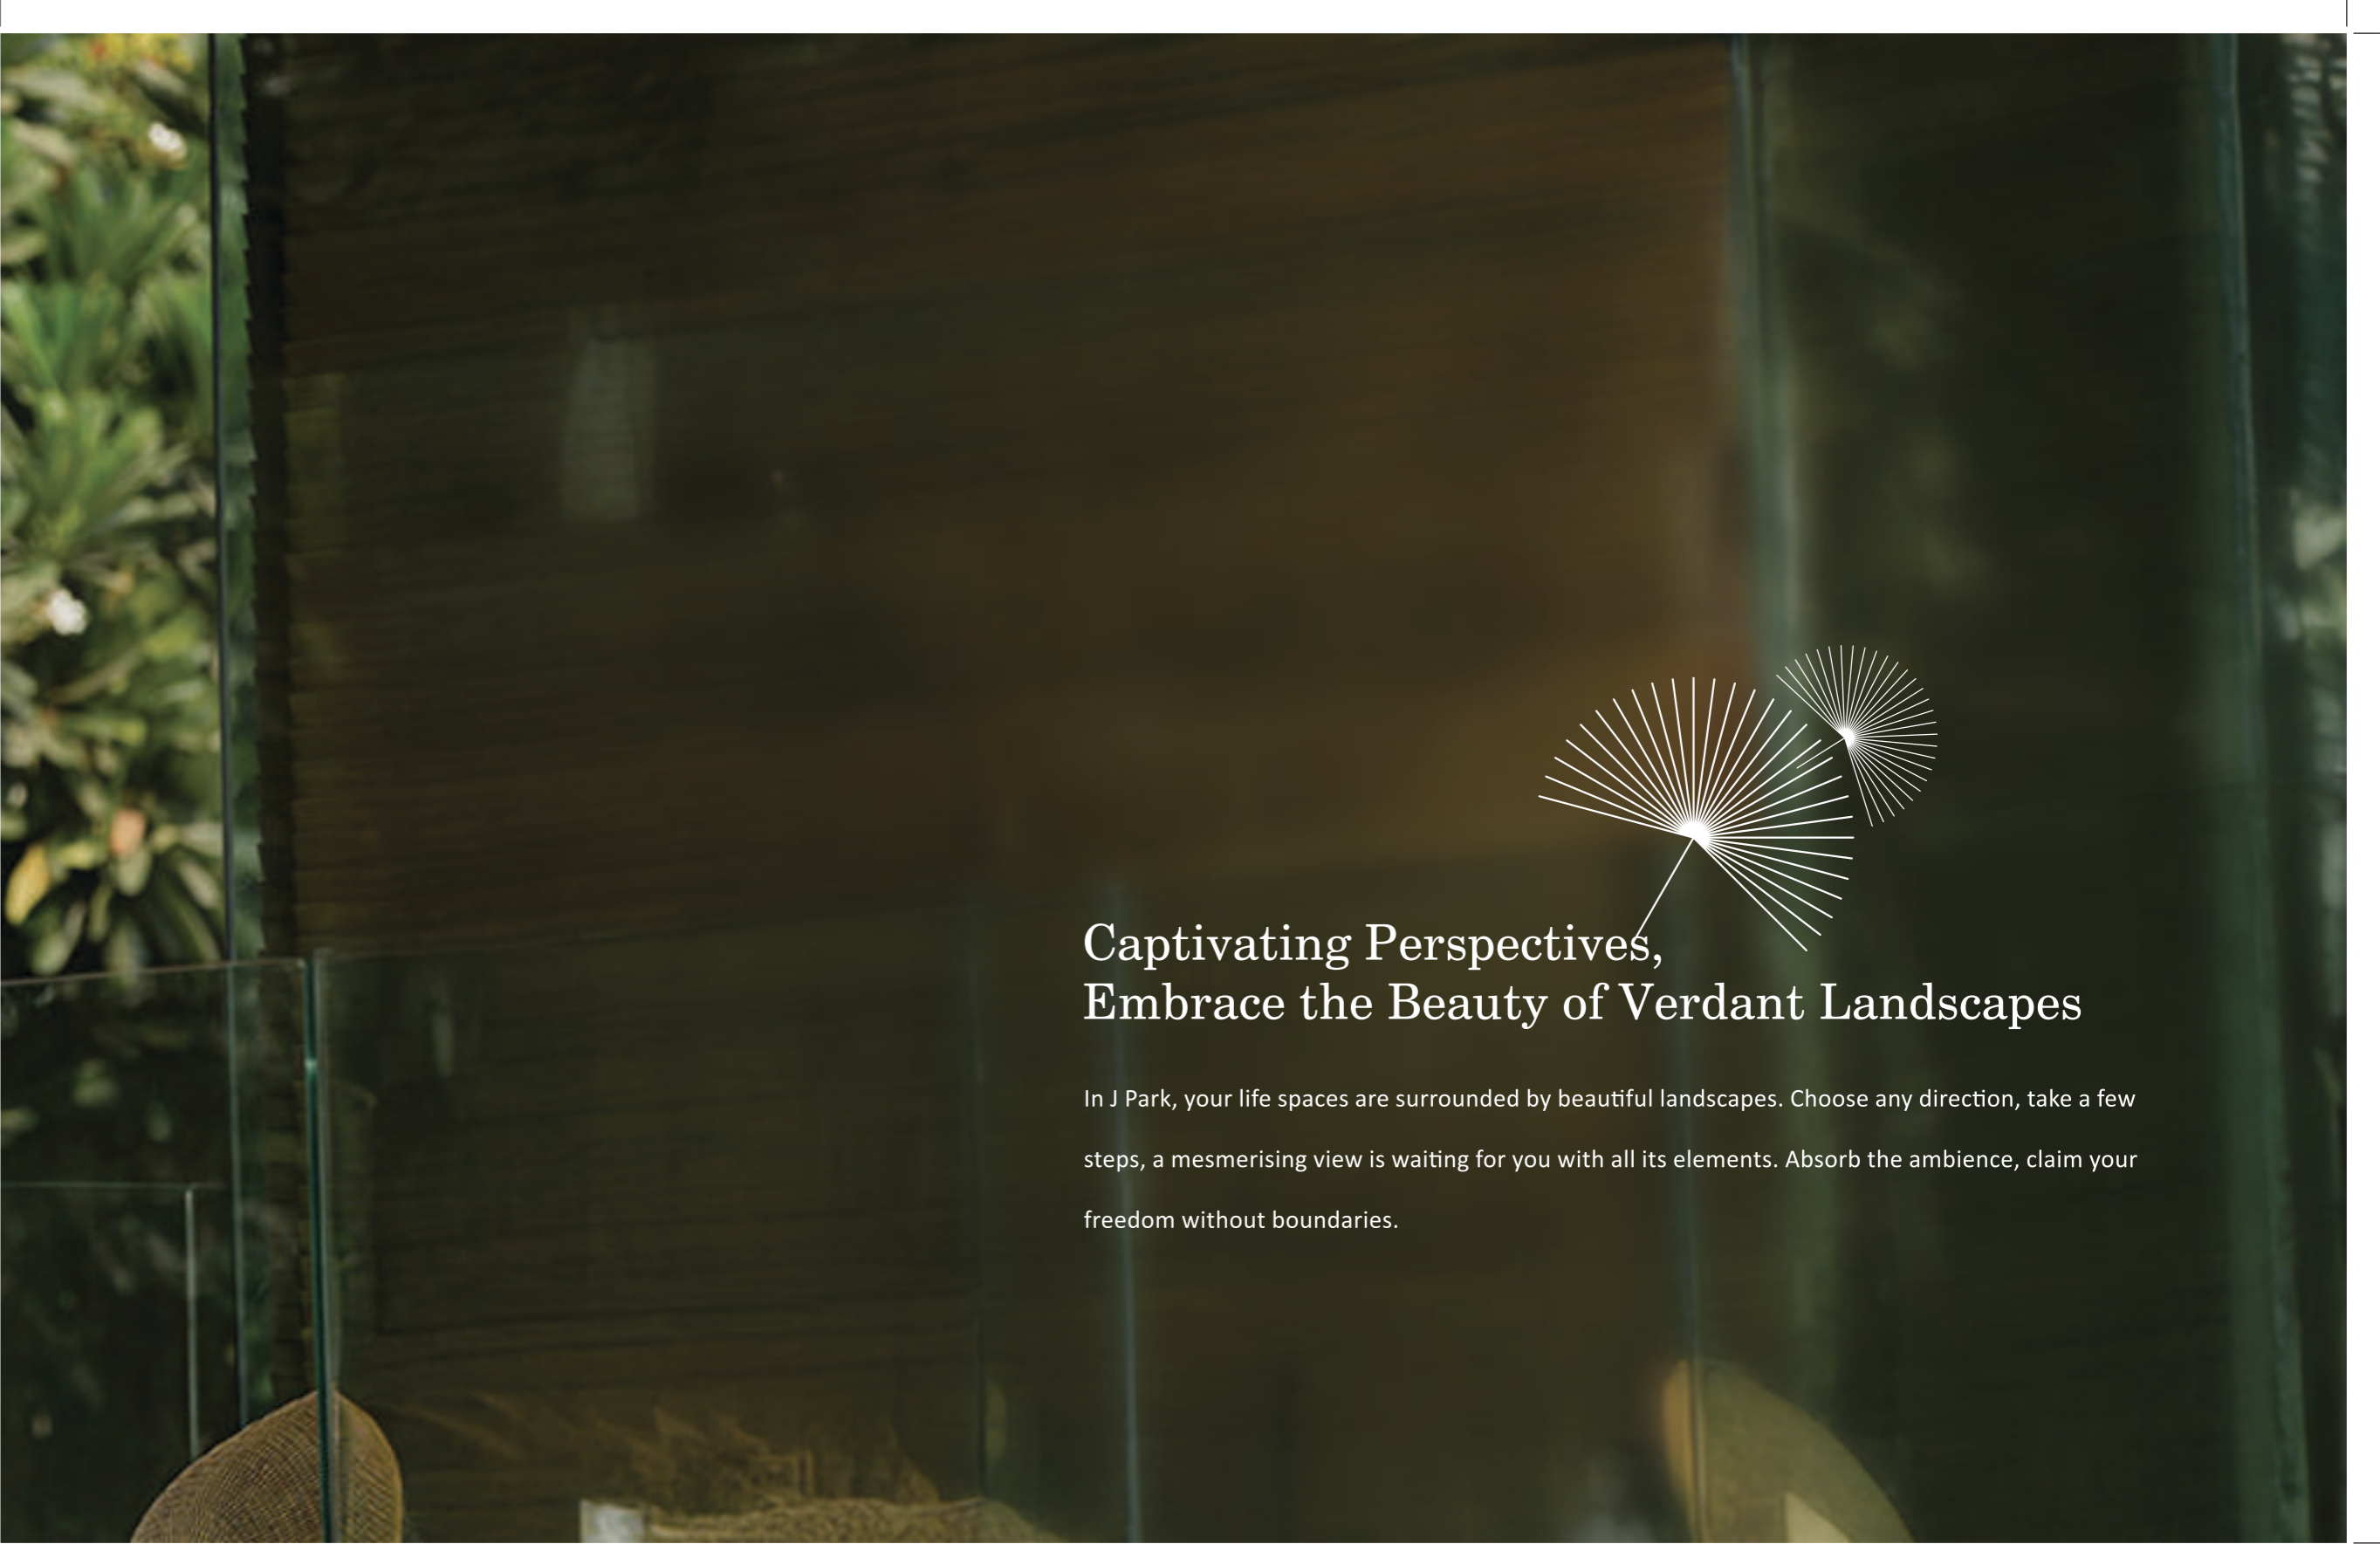 Captivating Perspectives,
Embrace the Beauty of Verdant Landscapes
In J Park, your life spaces are surrounded by beautiful landscapes. Choose any direction, take a few
steps, a mesmerising view is waiting for you with all its elements. Absorb the ambience, claim your
freedom without boundaries.